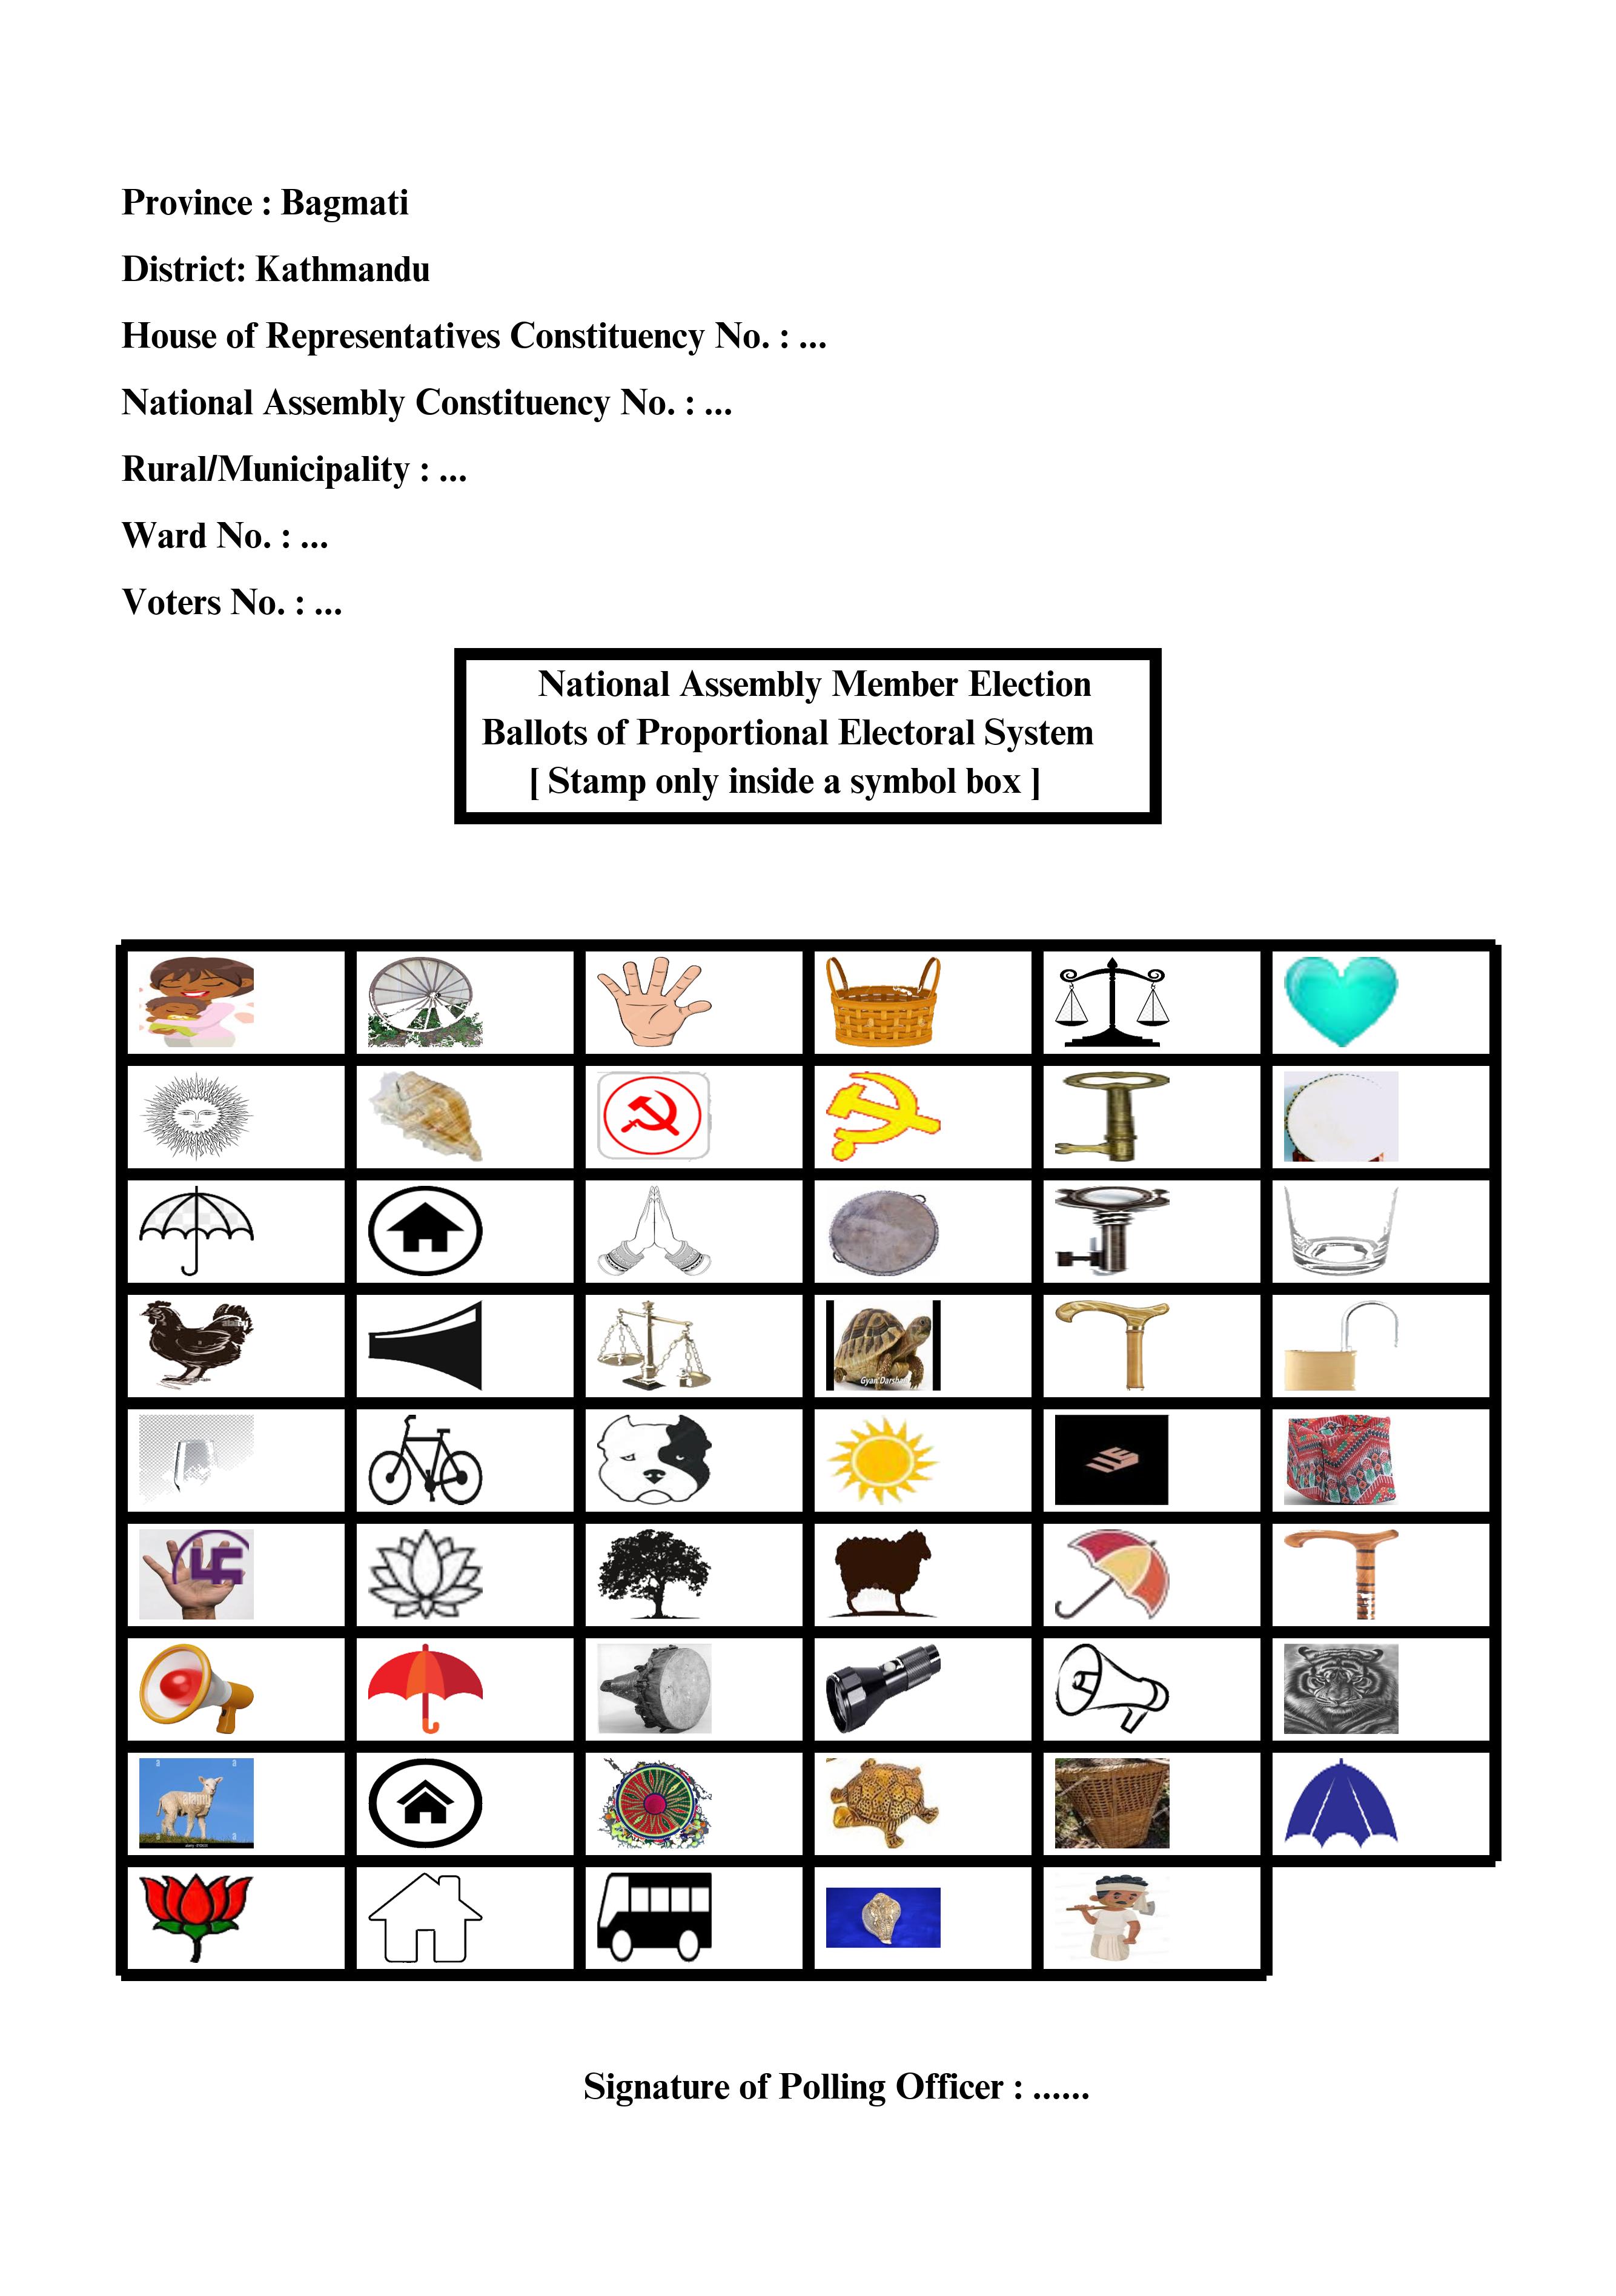 Province : Bagmati
District: Kathmandu
House of Representatives Constituency No. : ...
National Assembly Constituency No. : ...
Rural/Municipality : ...
Ward No. : ...
Voters No. : ...
National Assembly Member Election
Ballots of Proportional Electoral System
[ Stamp only inside a symbol box ]
Gyan Darshan
alamy
Signature of Polling Officer : ......